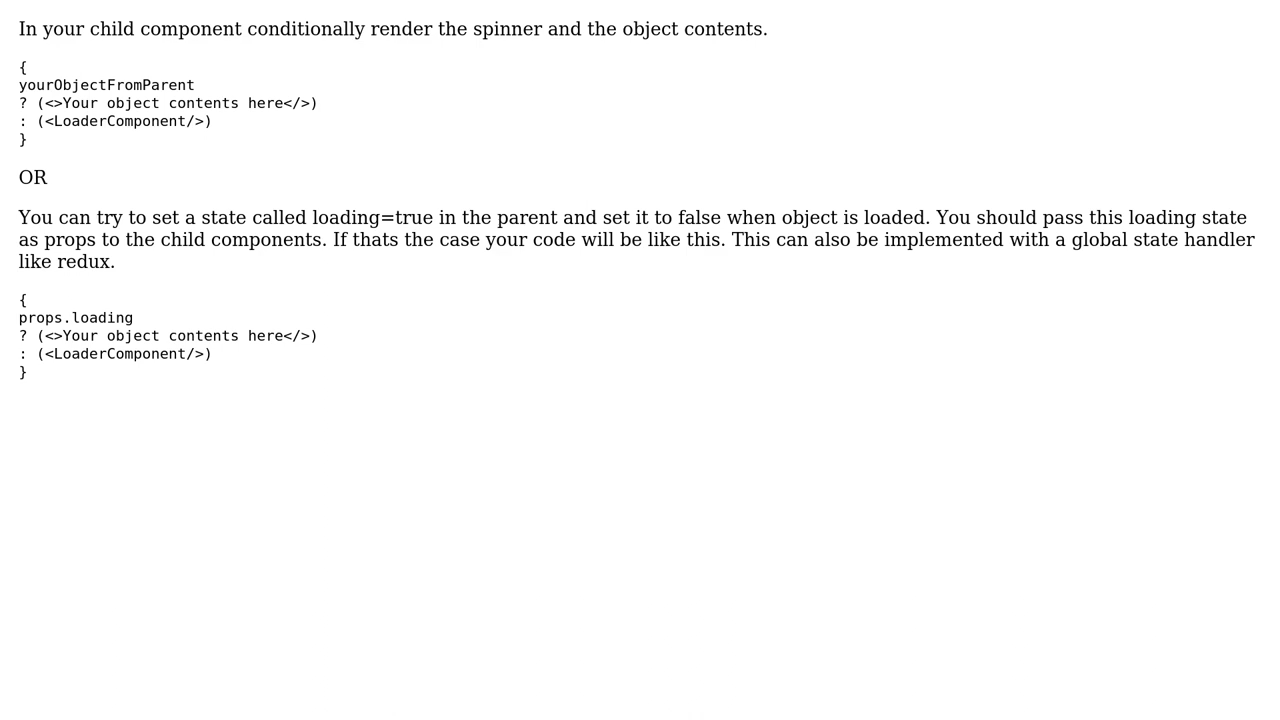 In your child component conditionally render the spinner and the object contents.
{
yourObjectFromParent
? (<>Your object contents here</>)
: (<LoaderComponent/>)
}
OR
You can try to set a state called loading=true in the parent and set it to false when object is loaded. You should pass this loading state
as props to the child components. If thats the case your code will be like this. This can also be implemented with a global state handler
like redux.
{
props.loading
? (<>Your object contents here</>)
: (<LoaderComponent/>)
}